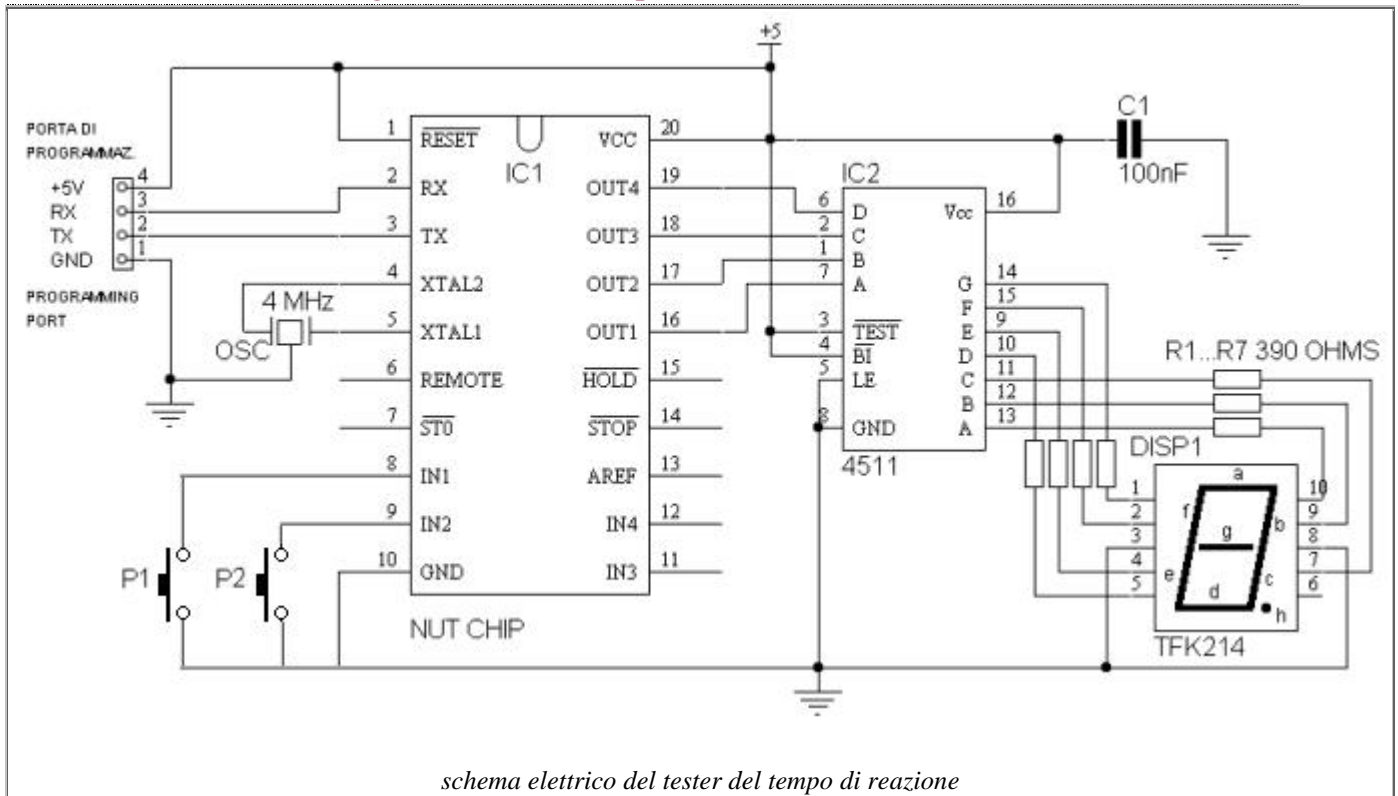 +5
PORTA DI
PROGRAMMAZ.
+5V
RX
TX
GND
4
3
2
1
PROGRAMMING
PORT
4 MHz
OSC
P1
P2
1 RESET
2 RX
3 TX
4 XTAL2
5 XTAL1
6 REMOTE
7 ST0
8 IN1
9 IN2
10 GND
IC1
VCC 20
OUT4 19
OUT3 18
OUT2 17
OUT1 16
HOLD 15
STOP 14
AREF 13
IN4 12
IN3 11
NUT CHIP
IC2
6 D
2 C
1 B
7 A
3 TEST
4 BI
5 LE
8 GND
Vcc 16
G 14
F 15
E 9
D 10
C 11
B 12
A 13
4511
C1
100nF
R1...R7 390 OHMS
DISP1
1
2
3
4
5
a
f
b
g
e
c
d
h
10
9
8
7
6
TFK214
schema elettrico del tester del tempo di reazione